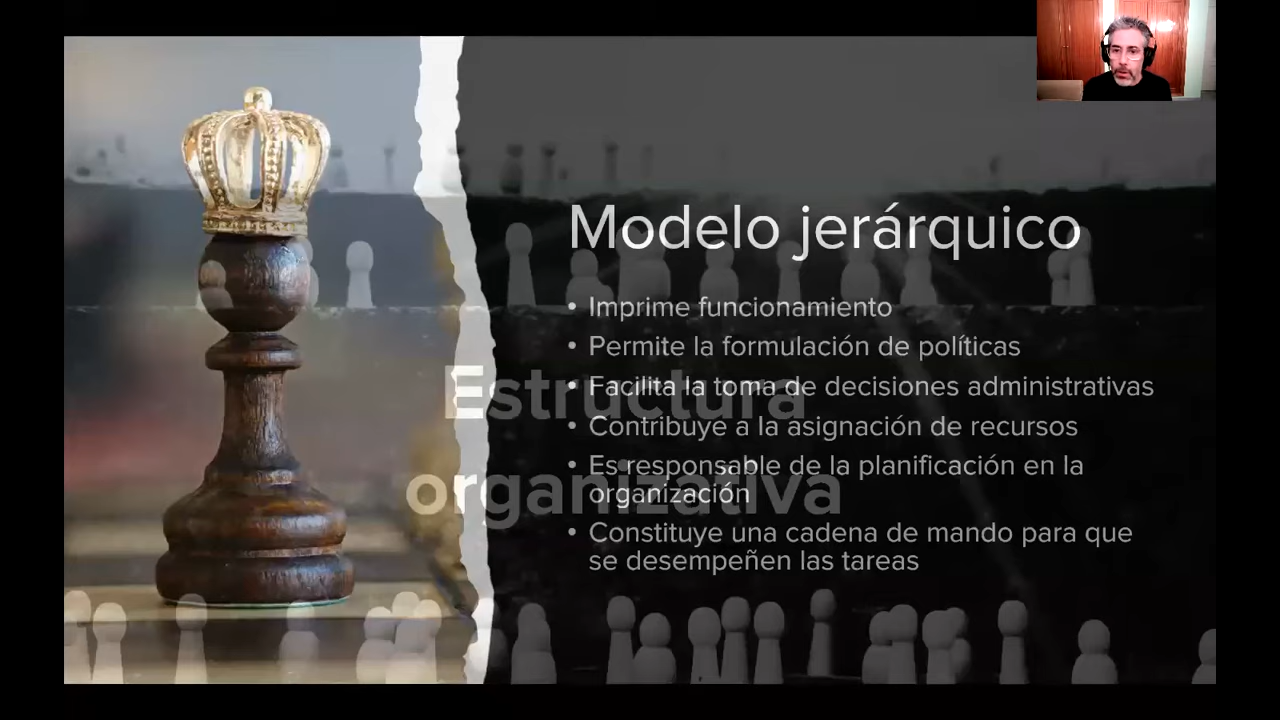 Modelo jerárquico
• Imprime funcionamiento
• Permite la formulación de políticas
• Facilita la toma de decisiones administrativas
• Contribuye a la asignación de recursos
• Es responsable de la planificación en la
organización
• Constituye una cadena de mando para que
se desempeñen las tareas
Estructura
organizativa